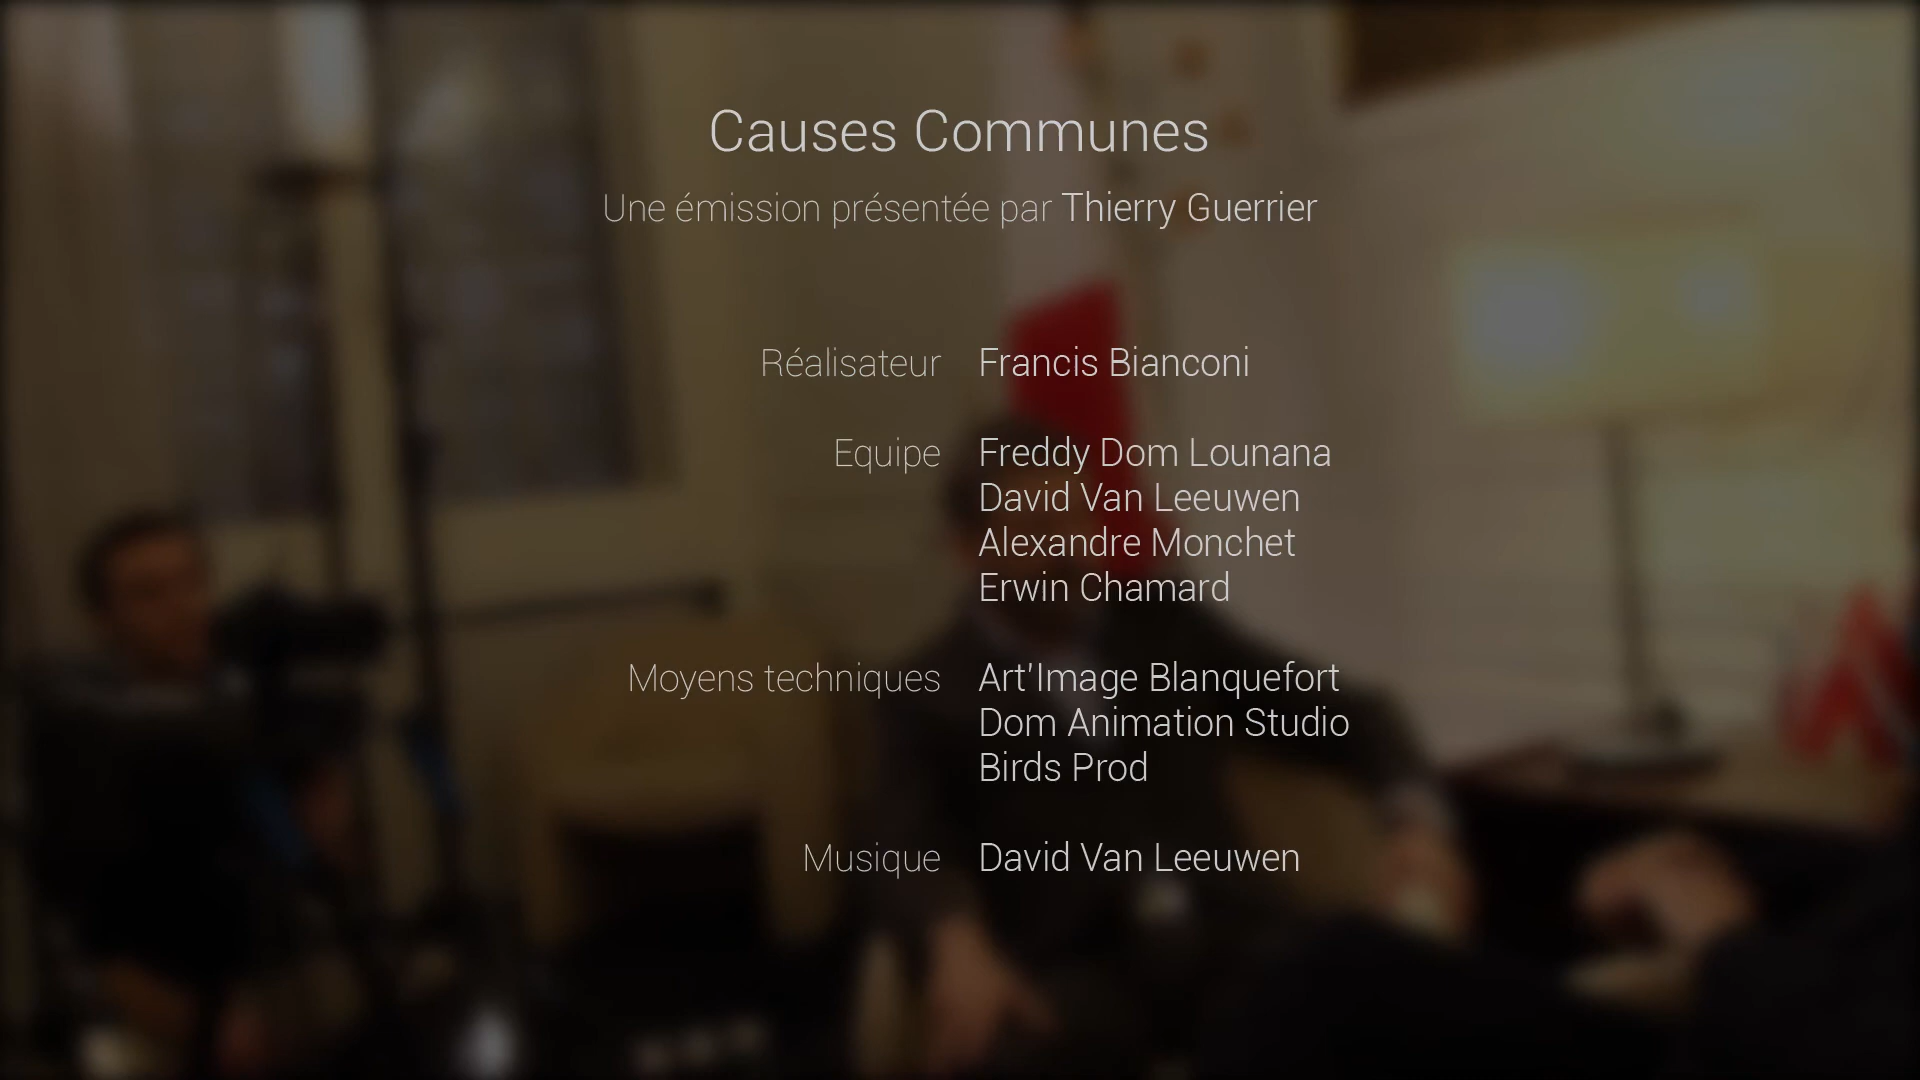 Causes Communes
Une émission présentée par Thierry Guerrier
Réalisateur Francis Bianconi
Equipe Freddy Dom Lounana
David Van Leeuwen
Alexandre Monchet
Erwin Chamard
Moyens techniques Art'Image Blanquefort
Dom Animation Studio
Birds Prod
Musique David Van Leeuwen